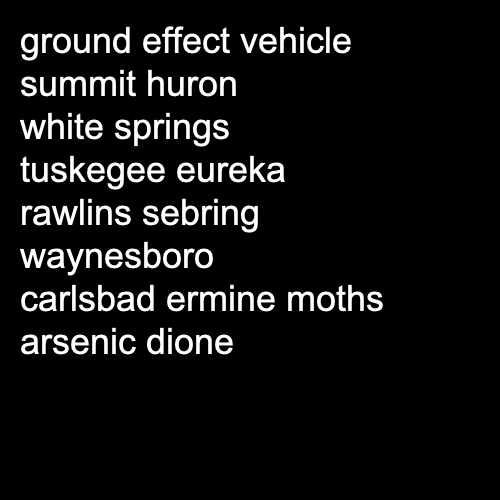 ground effect vehicle
summit huron
white springs
tuskegee eureka
rawlins sebring
waynesboro
carlsbad ermine moths
arsenic dione